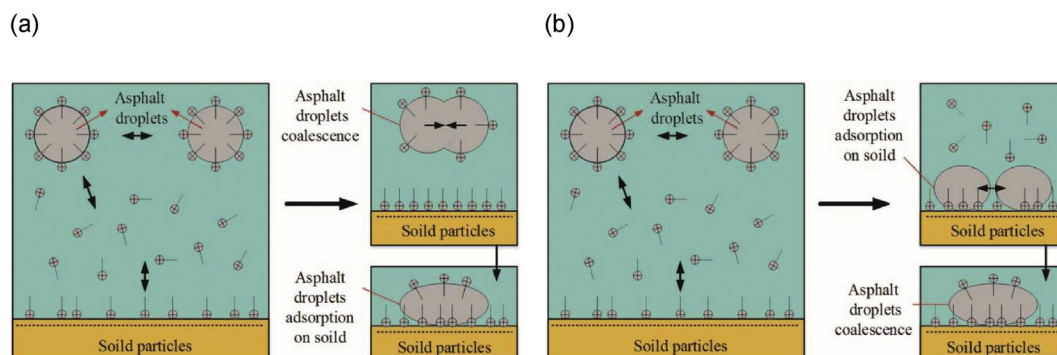 (a)
(b)
Asphalt
droplets
Soild particles
Asphalt
droplets
coalescence
Soild particles
Asphalt
droplets
adsorption
on soild
Soild particles
Asphalt
droplets
Soild particles
Asphalt
droplets
adsorption
on soild
Soild particles
Asphalt
droplets
coalescence
Soild particles